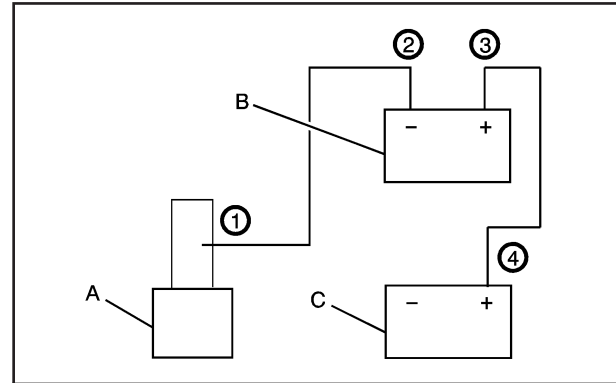 ② ③
B
− +
①
④
A
C
− +